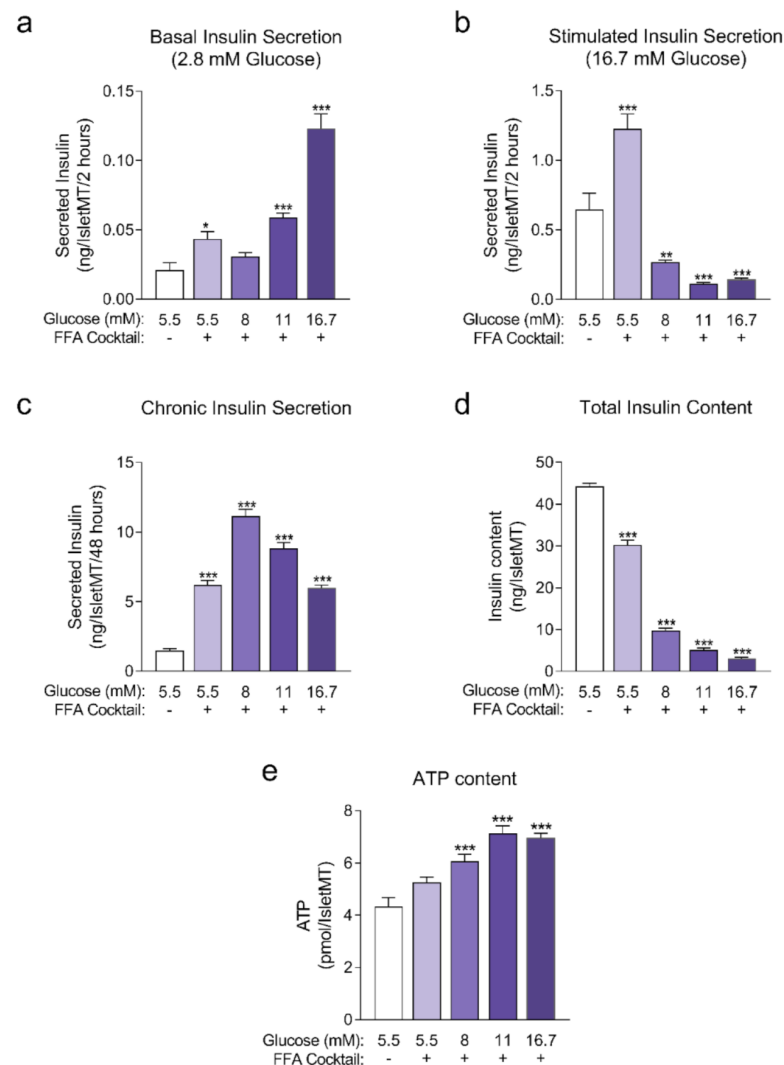 a
Basal Insulin Secretion
(2.8 mM Glucose)
Secreted Insulin
(ng/IsletMT/2 hours)
0.15
0.10
0.05
0.00
*
***
***
Glucose (mM): 5.5 5.5 8 11 16.7
FFA Cocktail: - + + + +
b
Stimulated Insulin Secretion
(16.7 mM Glucose)
Secreted Insulin
(ng/IsletMT/2 hours)
1.5
1.0
0.5
0.0
***
**
***
***
Glucose (mM): 5.5 5.5 8 11 16.7
FFA Cocktail: - + + + +
c
Chronic Insulin Secretion
Secreted Insulin
(ng/IsletMT/48 hours)
15
10
5
0
***
***
***
***
Glucose (mM): 5.5 5.5 8 11 16.7
FFA Cocktail: - + + + +
d
Total Insulin Content
Insulin content
(ng/IsletMT)
50
40
30
20
10
0
***
***
***
***
Glucose (mM): 5.5 5.5 8 11 16.7
FFA Cocktail: - + + + +
e
ATP content
ATP
(pmol/IsletMT)
8
6
4
2
0
***
***
***
Glucose (mM): 5.5 5.5 8 11 16.7
FFA Cocktail: - + + + +